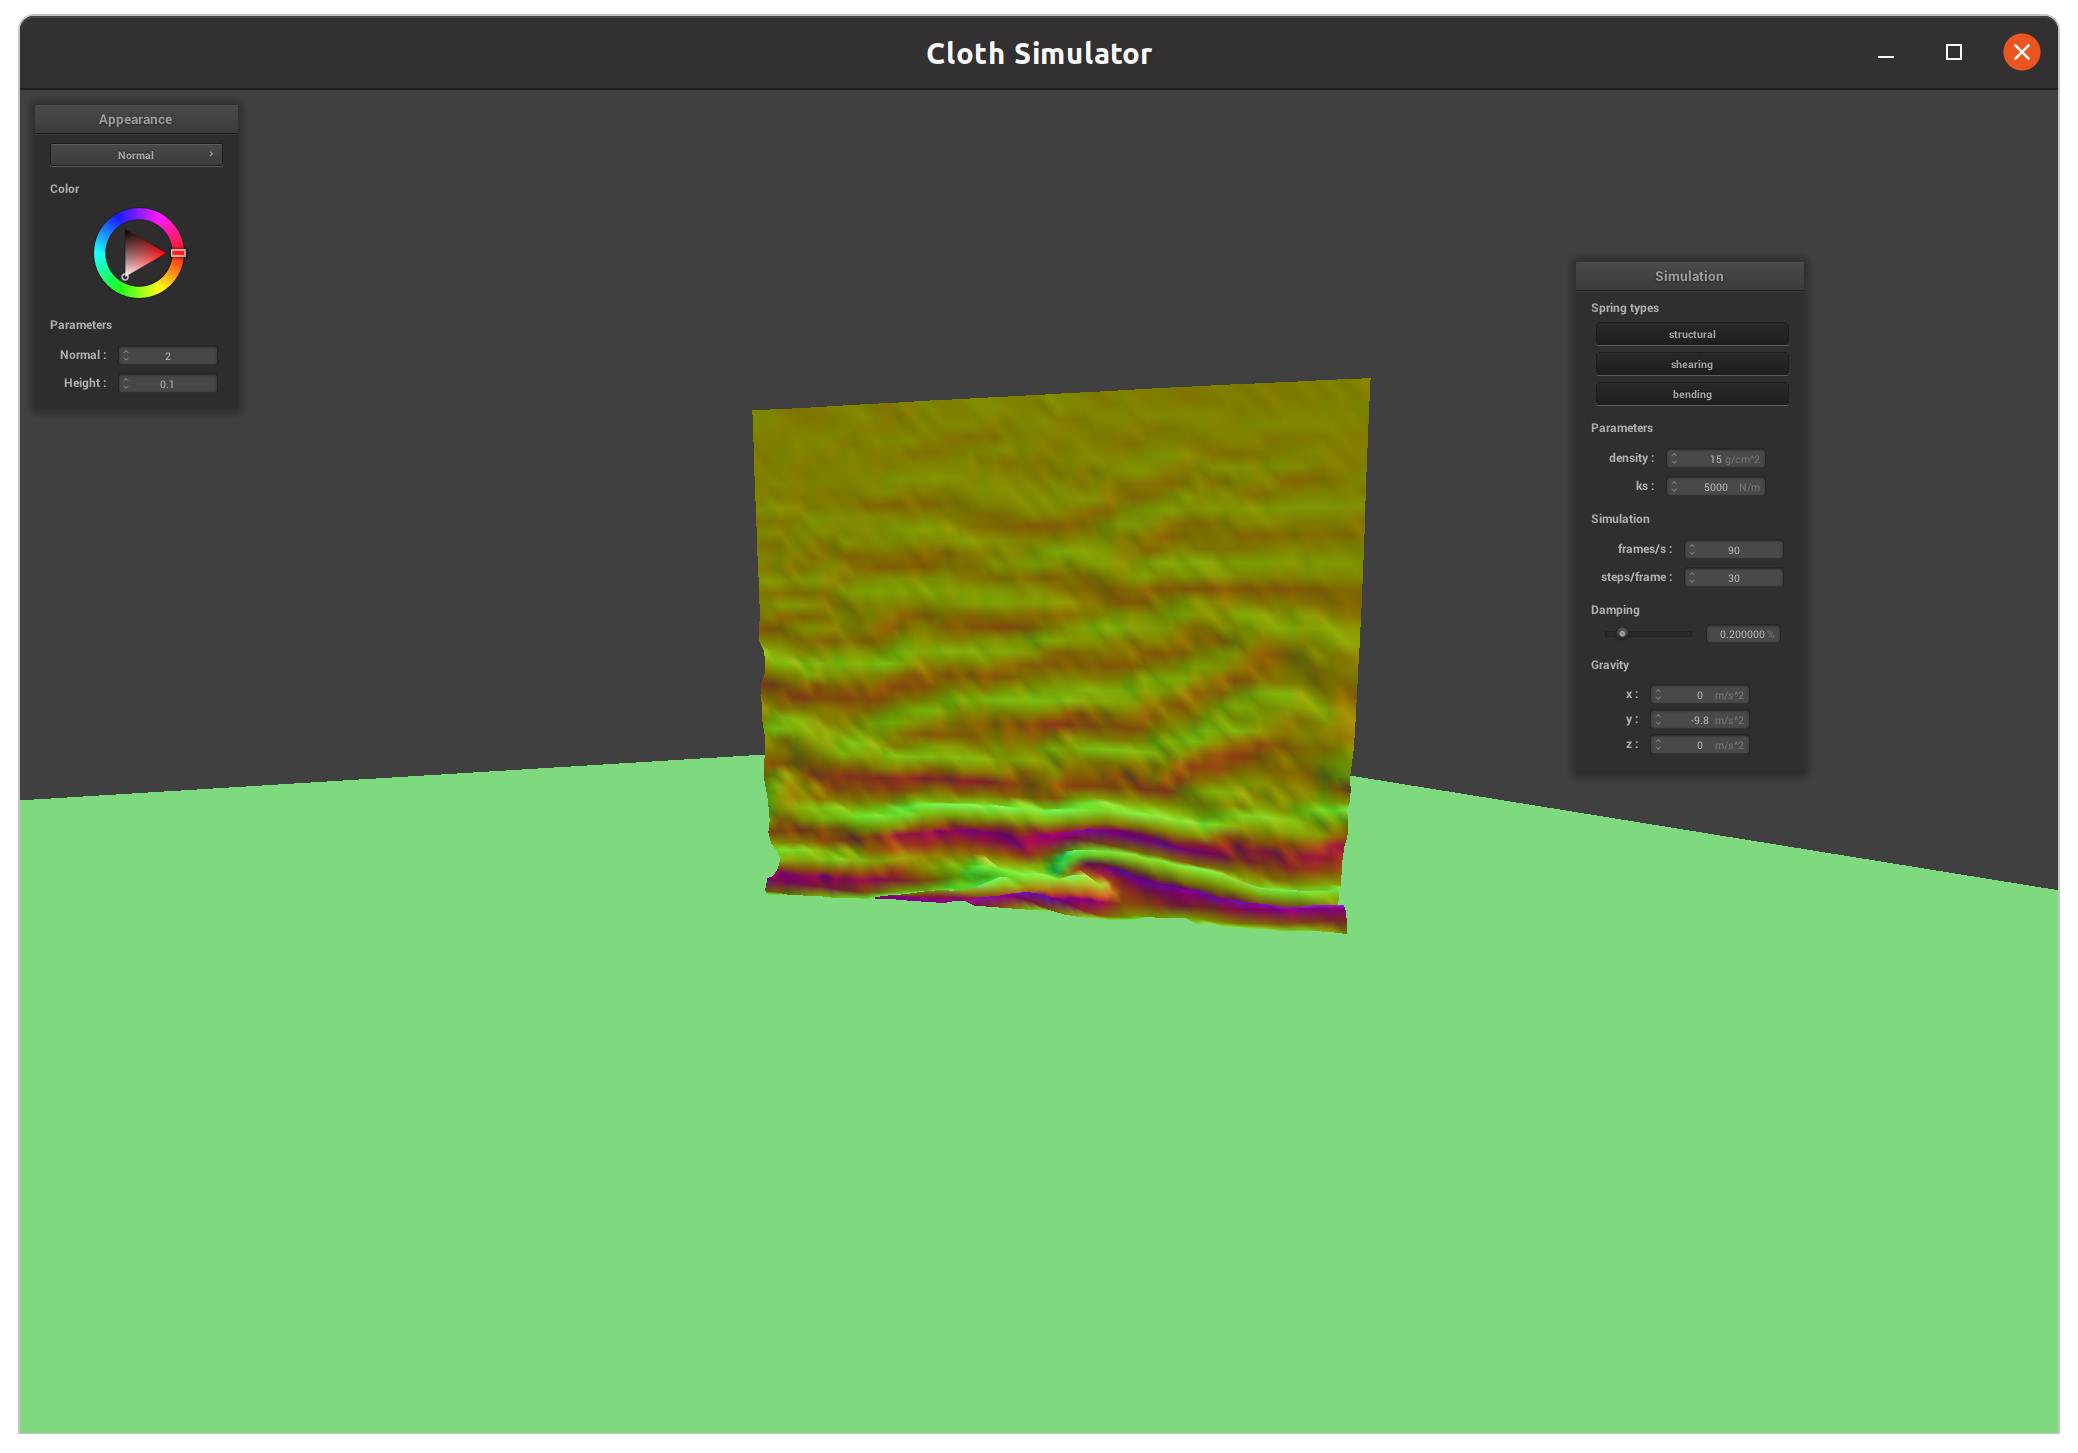 Cloth Simulator
Appearance
Normal
Color
Parameters
Normal : 2
Height : 0.1
Simulation
Spring types
structural
shearing
bending
Parameters
density : 15 g/cm^2
ks : 5000 N/m
Simulation
frames/s : 90
steps/frame : 30
Damping
0.200000 %
Gravity
x : 0 m/s^2
y : -9.8 m/s^2
z : 0 m/s^2